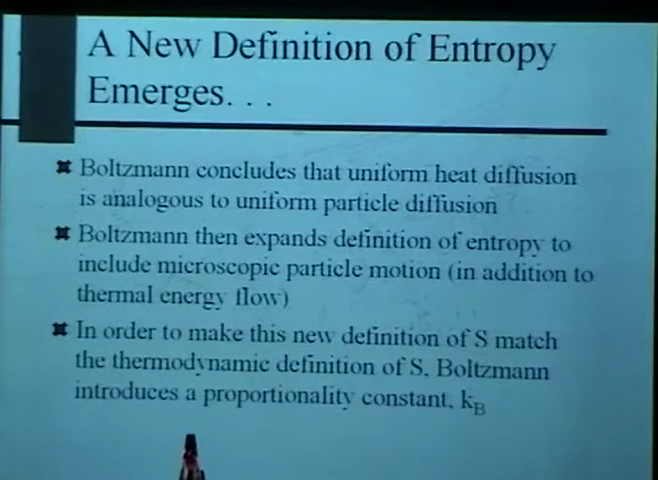 A New Definition of Entropy
Emerges. . .
Boltzmann concludes that uniform heat diffusion
is analogous to uniform particle diffusion
Boltzmann then expands definition of entropy to
include microscopic particle motion (in addition to
thermal energy flow)
In order to make this new definition of S match
the thermodynamic definition of S, Boltzmann
introduces a proportionality constant, kB